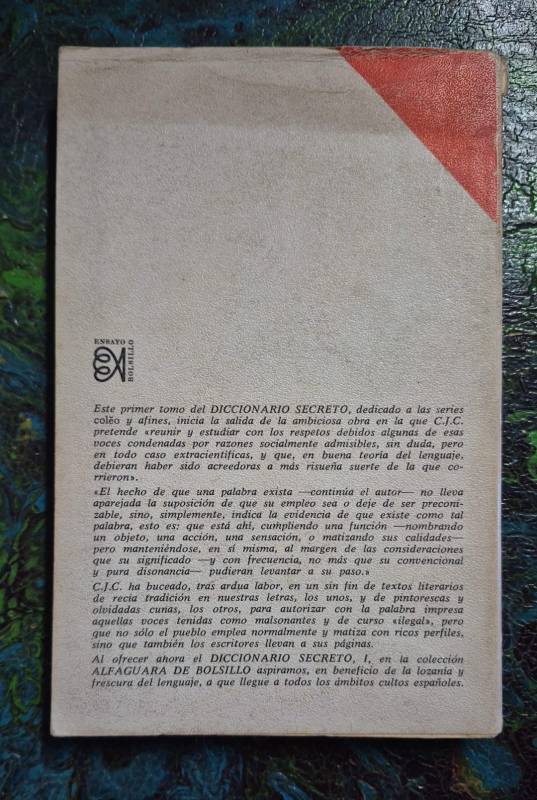 ENSAYO
BOLSILLO
Este primer tomo del DICCIONARIO SECRETO, dedicado a las series
colĕo y afines, inicia la salida de la ambiciosa obra en la que C.J.C.
pretende «reunir y estudiar con los respetos debidos algunas de esas
voces condenadas por razones socialmente admisibles, sin duda, pero
en todo caso extracientíficas, y que, en buena teoría del lenguaje,
debieran haber sido acreedoras a más risueña suerte de la que co-
rrieron».
«El hecho de que una palabra exista —continúa el autor— no lleva
aparejada la suposición de que su empleo sea o deje de ser preconi-
zable, sino, simplemente, indica la evidencia de que existe como tal
palabra, esto es: que está ahí, cumpliendo una función —nombrando
un objeto, una acción, una sensación, o matizando sus calidades—
pero manteniéndose, en sí misma, al margen de las consideraciones
que su significado —y con frecuencia, no más que su convencional
y pura disonancia— pudieran levantar a su paso.»
C.J.C. ha buceado, tras ardua labor, en un sin fin de textos literarios
de recia tradición en nuestras letras, los unos, y de pintorescas y
olvidadas cunas, los otros, para autorizar con la palabra impresa
aquellas voces tenidas como malsonantes y de curso «ilegal», pero
que no sólo el pueblo emplea normalmente y matiza con ricos perfiles,
sino que también los escritores llevan a sus páginas.
Al ofrecer ahora el DICCIONARIO SECRETO, I, en la colección
ALFAGUARA DE BOLSILLO aspiramos, en beneficio de la lozanía y
frescura del lenguaje, a que llegue a todos los ámbitos cultos españoles.